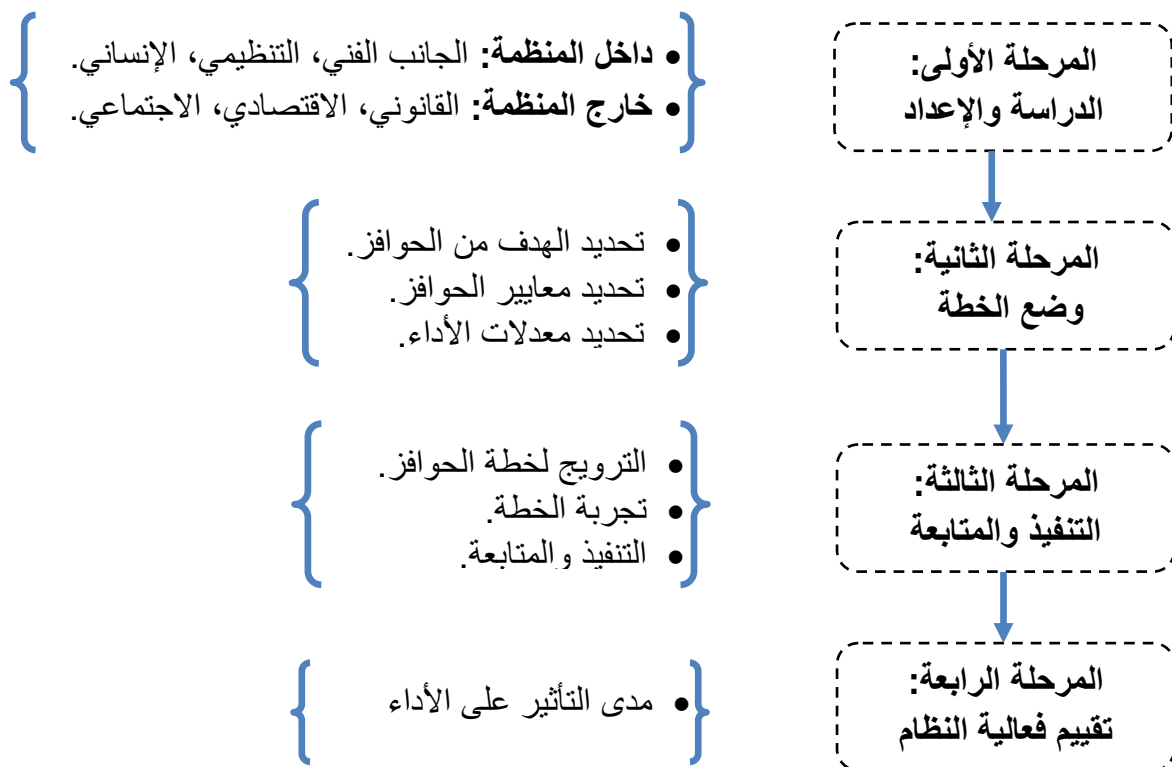 المرحلة الأولى:
الدراسة والإعداد
• داخل المنظمة: الجانب الفني، التنظيمي، الإنساني.
• خارج المنظمة: القانوني، الاقتصادي، الاجتماعي.
المرحلة الثانية:
وضع الخطة
• تحديد الهدف من الحوافز.
• تحديد معايير الحوافز.
• تحديد معدلات الأداء.
المرحلة الثالثة:
التنفيذ والمتابعة
• الترويج لخطة الحوافز.
• تجربة الخطة.
• التنفيذ والمتابعة.
المرحلة الرابعة:
تقييم فعالية النظام
• مدى التأثير على الأداء